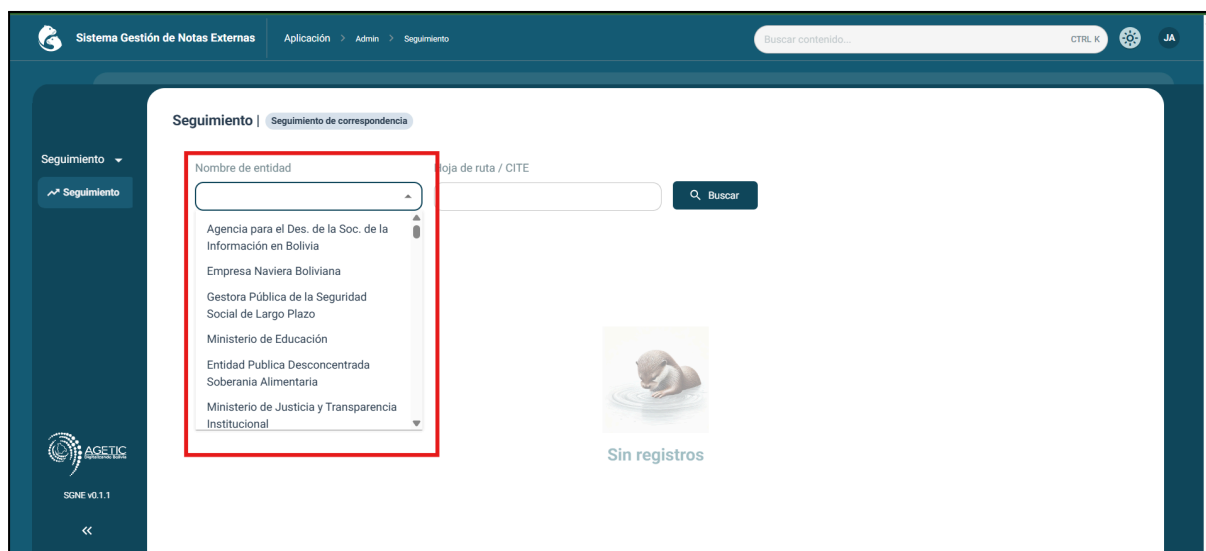 Sistema Gestión de Notas Externas
Aplicación > Admin > Seguimiento
Buscar contenido...
CTRL K
JA
Seguimiento | Seguimiento de correspondencia
Seguimiento
Seguimiento
Nombre de entidad
Hoja de ruta / CITE
Buscar
Agencia para el Des. de la Soc. de la
Información en Bolivia
Empresa Naviera Boliviana
Gestora Pública de la Seguridad
Social de Largo Plazo
Ministerio de Educación
Entidad Publica Desconcentrada
Soberania Alimentaria
Ministerio de Justicia y Transparencia
Institucional
Sin registros
AGETIC
Digitalizando Bolivia
SGNE v0.1.1